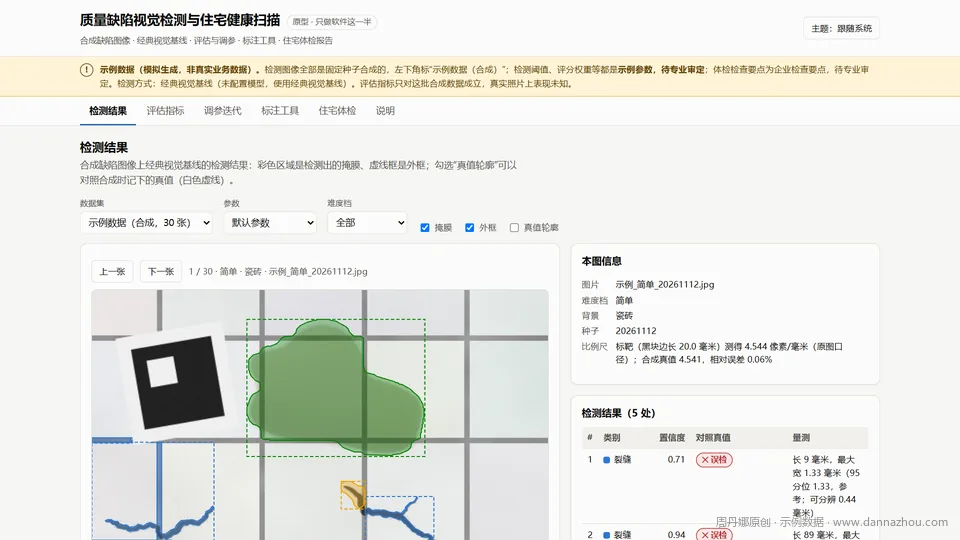 质量缺陷视觉检测与住宅健康扫描
原型 · 只做软件这一半
合成缺陷图像 · 经典视觉基线 · 评估与调参 · 标注工具 · 住宅体检报告
主题：跟随系统
示例数据（模拟生成，非真实业务数据）。检测图像全部是固定种子合成的，左下角标“示例数据（合成）”；检测阈值、评分权重等都是示例参数，待专业审定；体检检查要点为企业检查要点，待专业审
定。检测方式：经典视觉基线（未配置模型，使用经典视觉基线）。评估指标只对这批合成数据成立，真实照片上表现未知。
检测结果 评估指标 调参迭代 标注工具 住宅体检 说明
检测结果
合成缺陷图像上经典视觉基线的检测结果：彩色区域是检测出的掩膜、虚线框是外框；勾选“真值轮廓”可以
对照合成时记下的真值（白色虚线）。
数据集 参数 难度档
示例数据（合成，30 张） 默认参数 全部 掩膜 外框 真值轮廓
上一张 下一张 1 / 30 · 简单 · 瓷砖 · 示例_简单_20261112.jpg
本图信息
图片 示例_简单_20261112.jpg
难度档 简单
背景 瓷砖
种子 20261112
比例尺 标靶（黑块边长 20.0 毫米）测得 4.544 像素/毫米（原图口
径）；合成真值 4.541，相对误差 0.06%
检测结果（5 处）
# 类别 置信度 对照真值 量测
1 裂缝 0.71 ✕ 误检 长 9 毫米，最大
宽 1.33 毫米（95
分位 1.33，参
考；可分辨 0.44
毫米）
2 裂缝 0.94 ✕ 误检 长 89 毫米，最大
周丹娜原创 · 示例数据 · www.dannazhou.com